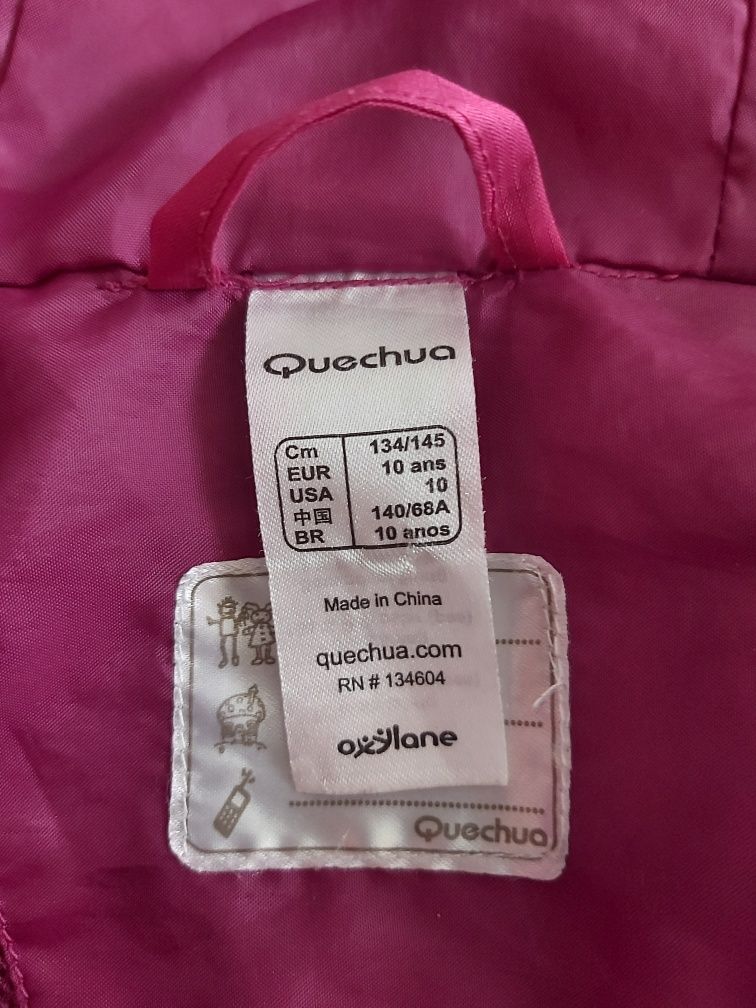 Quechua
Cm 134/145
EUR 10 ans
USA 10
中国 140/68A
BR 10 anos
Made in China
quechua.com
RN # 134604
oxylane
Quechua